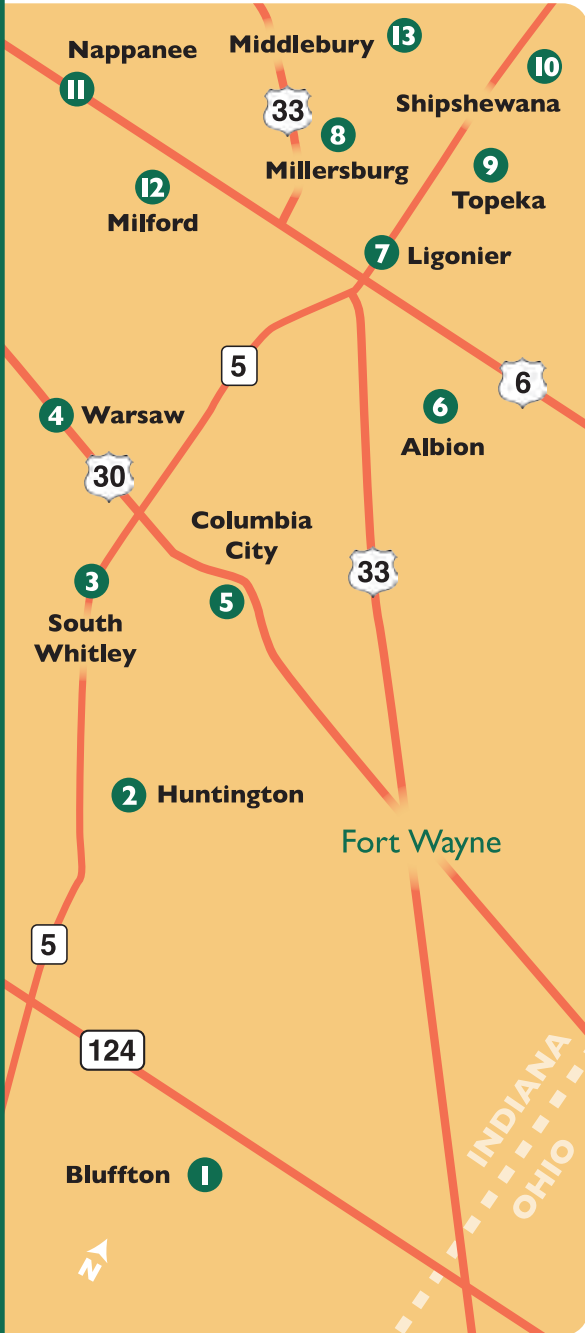 Nappanee
11
Middlebury 13
33
10
Shipshewana
8
Millersburg
9
Topeka
12
Milford
7 Ligonier
5
6
4 Warsaw
6
Albion
30
Columbia
City
5
33
3
South
Whitley
2 Huntington
Fort Wayne
5
124
INDIANA
OHIO
Bluffton 1
N